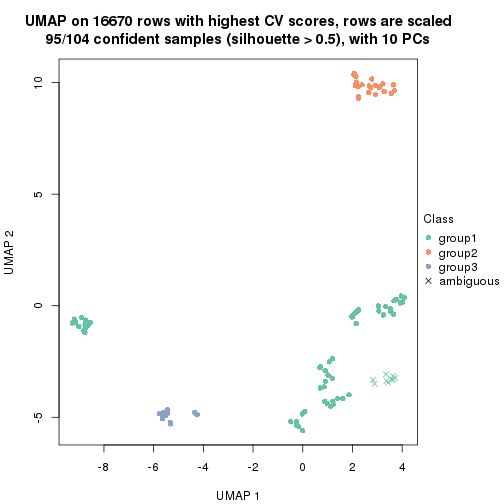 UMAP on 16670 rows with highest CV scores, rows are scaled
95/104 confident samples (silhouette > 0.5), with 10 PCs
10
5
0
-5
UMAP 2
-8
-6
-4
-2
0
2
4
UMAP 1
Class
group1
group2
group3
ambiguous